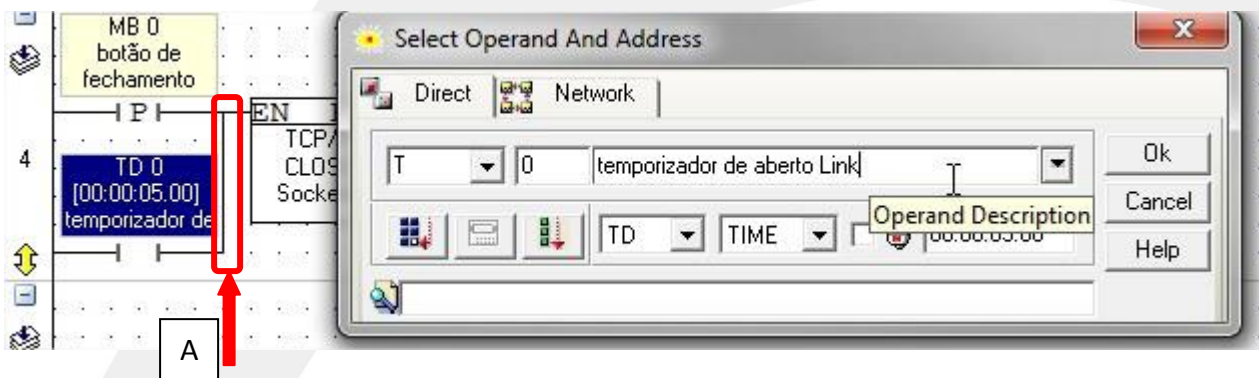 MB 0
botão de
fechamento
P
EN
TCP/
CLOS
Socke
4
TD 0
[00:00:05.00]
temporizador de
A
Select Operand And Address
Direct
Network
T
0
temporizador de aberto Link
Ok
Cancel
Help
Operand Description
TD
TIME